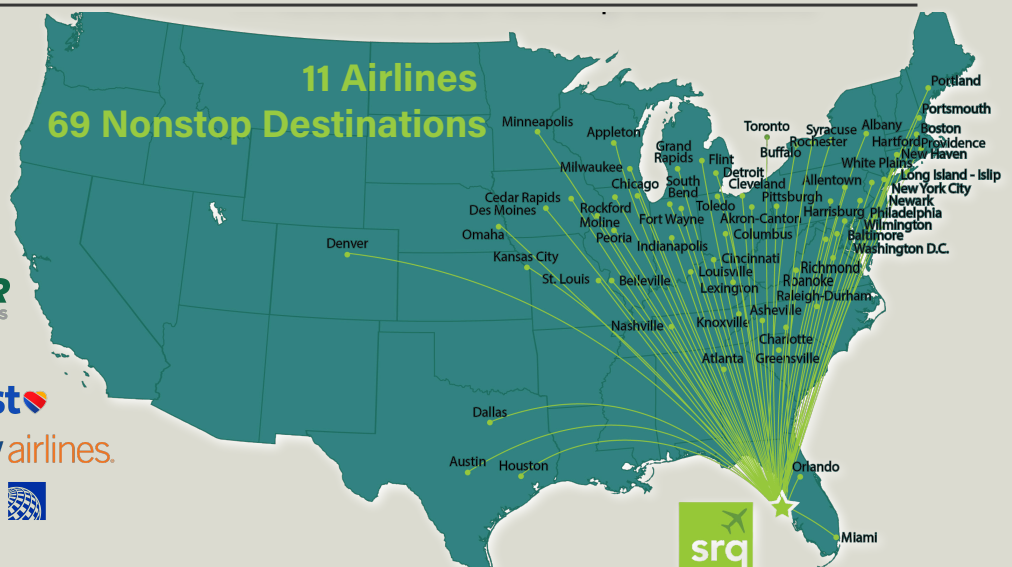 11 Airlines
69 Nonstop Destinations
Portland
Portsmouth
Boston
Minneapolis
Appleton
Toronto
Syracuse
Albany
Rochester
Hartford
Providence
Grand
Rapids
Buffalo
New Haven
Flint
White Plains
Milwaukee
Detroit
Long Island - Islip
Chicago
South
Bend
Cleveland
Allentown
New York City
Cedar Rapids
Pittsburgh
Newark
Des Moines
Rockford
Toledo
Harrisburg
Philadelphia
Moline
Fort Wayne
Akron-Canton
Wilmington
Omaha
Peoria
Columbus
Baltimore
Denver
Indianapolis
Washington D.C.
Kansas City
Cincinnati
Louisville
Richmond
St. Louis
Belleville
Lexington
Roanoke
Raleigh-Durham
Asheville
Nashville
Knoxville
Charlotte
Atlanta
Greensville
Dallas
Austin
Houston
Orlando
Miami
srq
R
s
st
y airlines.